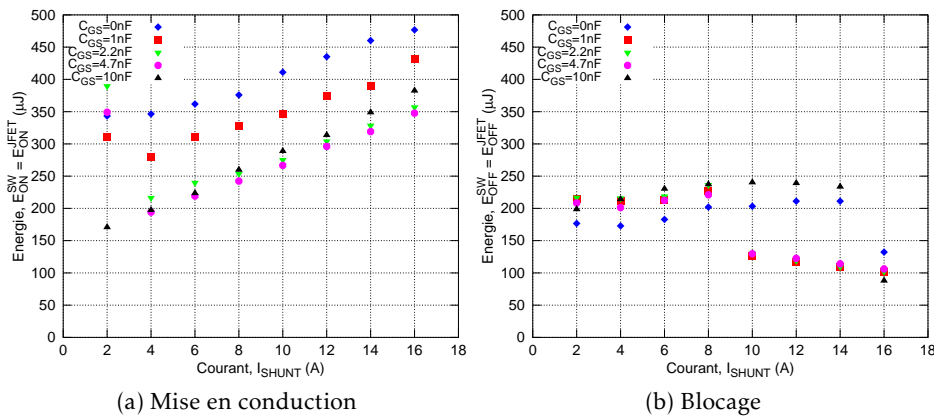 Energie, E_ON^SW = E_ON^JFET (µJ)
500
450
400
350
300
250
200
150
100
50
0
C_GS=0nF
C_GS=1nF
C_GS=2.2nF
C_GS=4.7nF
C_GS=10nF
0 2 4 6 8 10 12 14 16 18
Courant, I_SHUNT (A)
(a) Mise en conduction
Energie, E_OFF^SW = E_OFF^JFET (µJ)
500
450
400
350
300
250
200
150
100
50
0
C_GS=0nF
C_GS=1nF
C_GS=2.2nF
C_GS=4.7nF
C_GS=10nF
0 2 4 6 8 10 12 14 16 18
Courant, I_SHUNT (A)
(b) Blocage